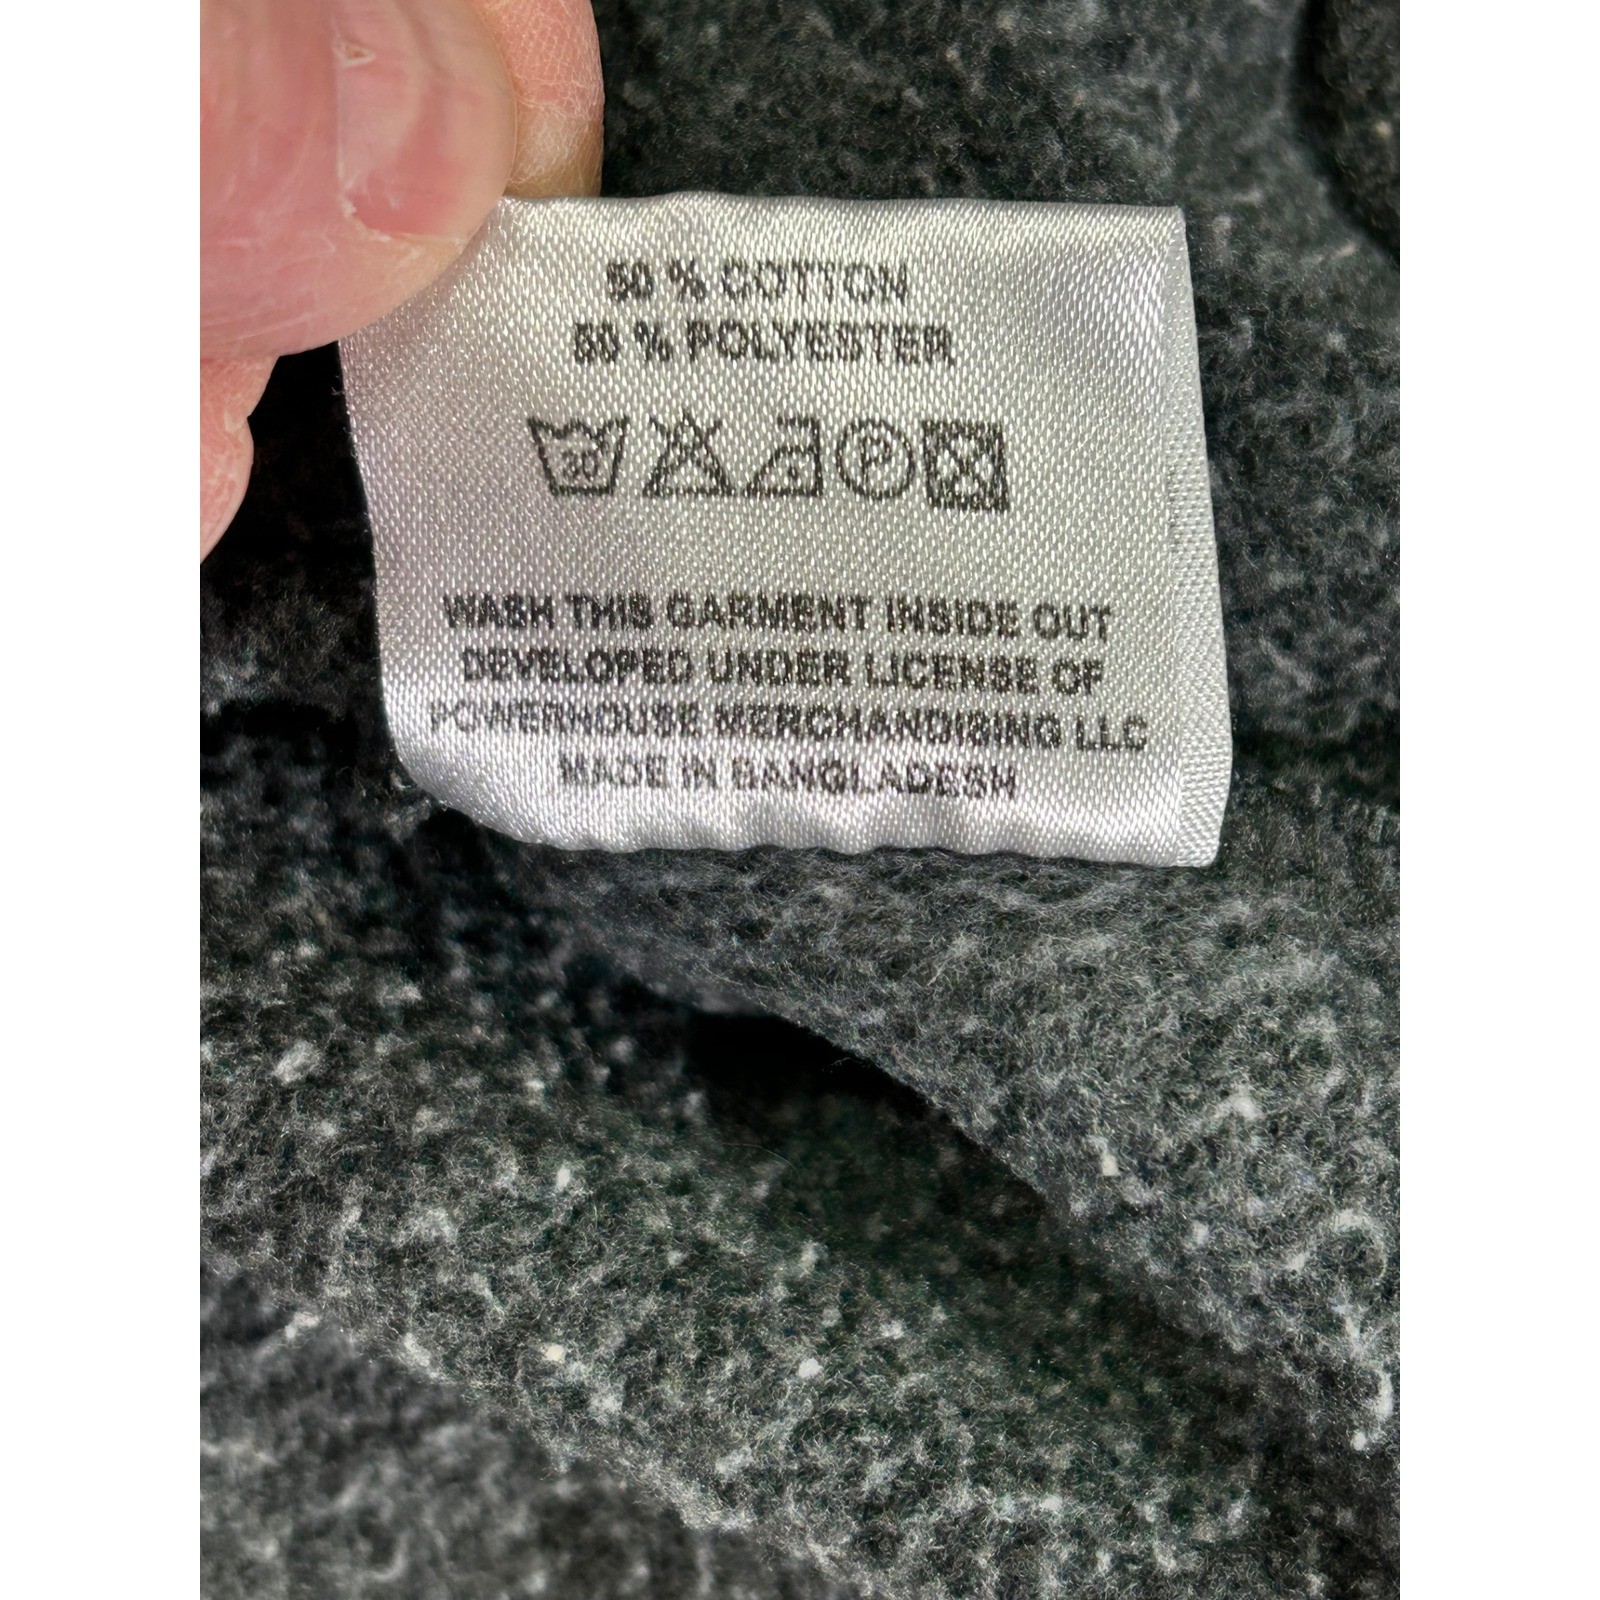 50 % COTTON
50 % POLYESTER
30 P
WASH THIS GARMENT INSIDE OUT
DEVELOPED UNDER LICENSE OF
POWERHOUSE MERCHANDISING LLC
MADE IN BANGLADESH